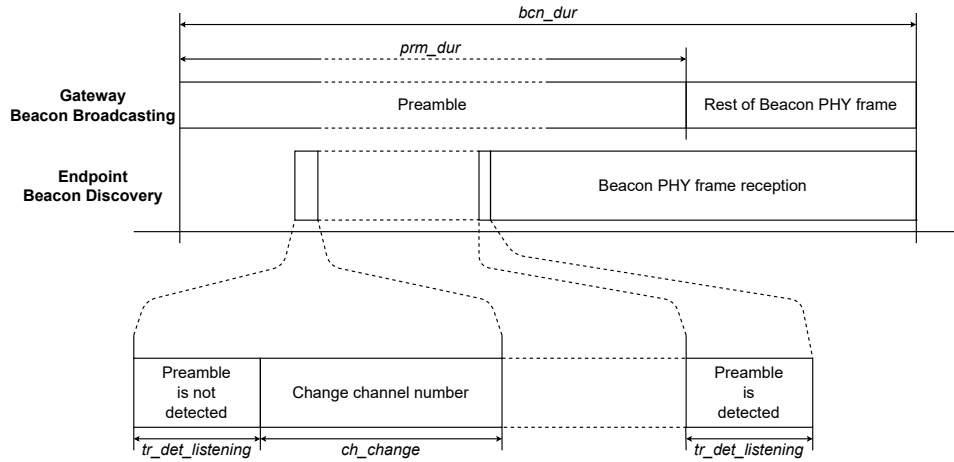 bcn_dur
prm_dur
Gateway
Beacon Broadcasting
Preamble
Rest of Beacon PHY frame
Endpoint
Beacon Discovery
Beacon PHY frame reception
Preamble
is not
detected
Change channel number
Preamble
is
detected
tr_det_listening
ch_change
tr_det_listening